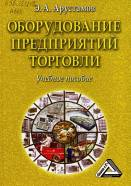 Э. А. Арустамов
ОБОРУДОВАНИЕ
ПРЕДПРИЯТИЙ
ТОРГОВЛИ
Учебное пособие